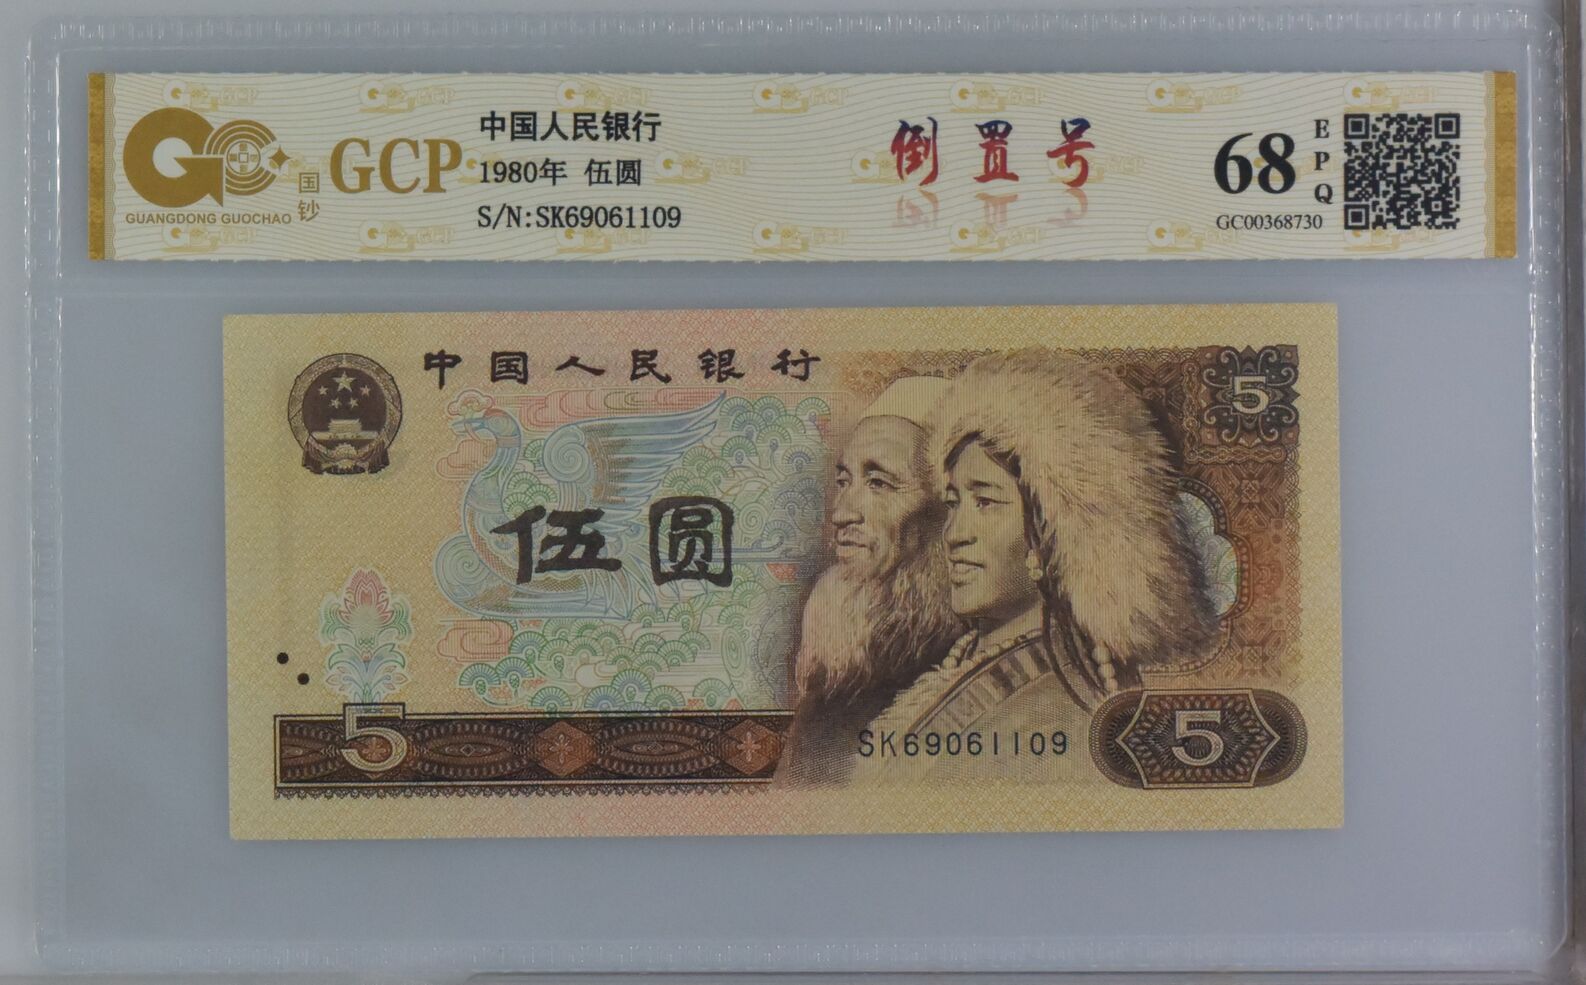 GUANGDONG GUOCHAO
国钞
GCP
中国人民银行
1980年 伍圆
S/N:SK69061109
倒置号
68
EPQ
GC00368730
中国人民银行
5
伍圆
5
SK69061109
5